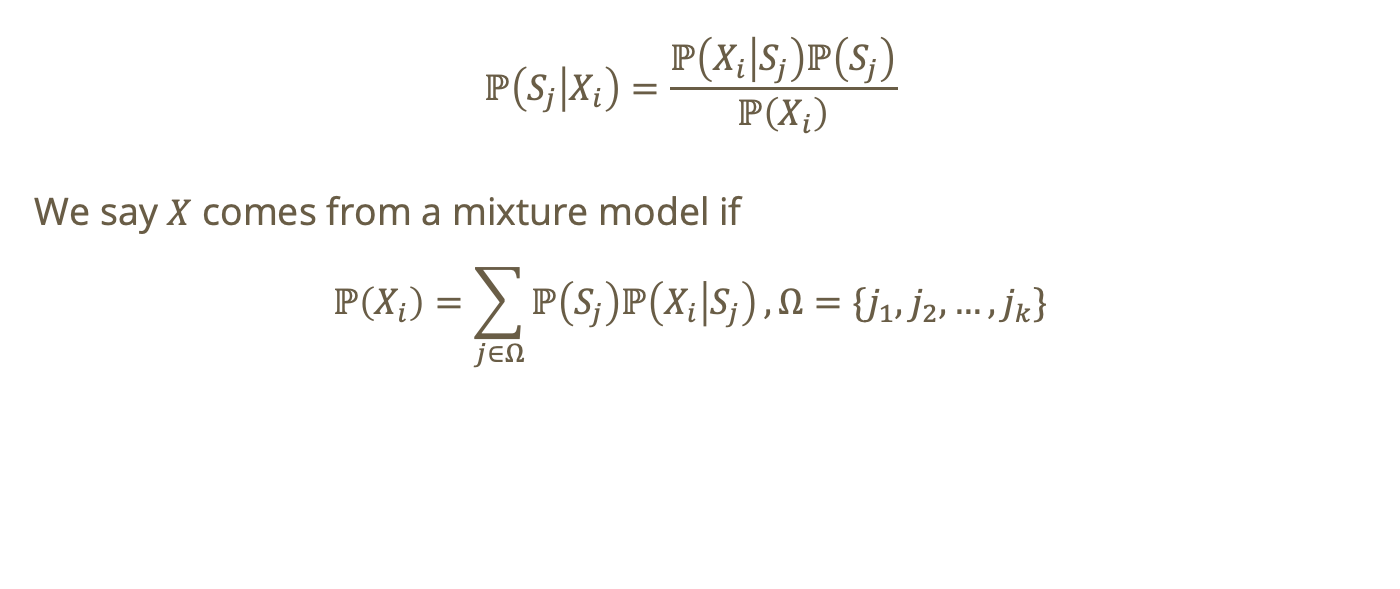 ℙ(S_j|X_i) = ℙ(X_i|S_j)ℙ(S_j) / ℙ(X_i)
We say X comes from a mixture model if
ℙ(X_i) = ∑_{j∈Ω} ℙ(S_j)ℙ(X_i|S_j), Ω = {j_1, j_2, … , j_k}